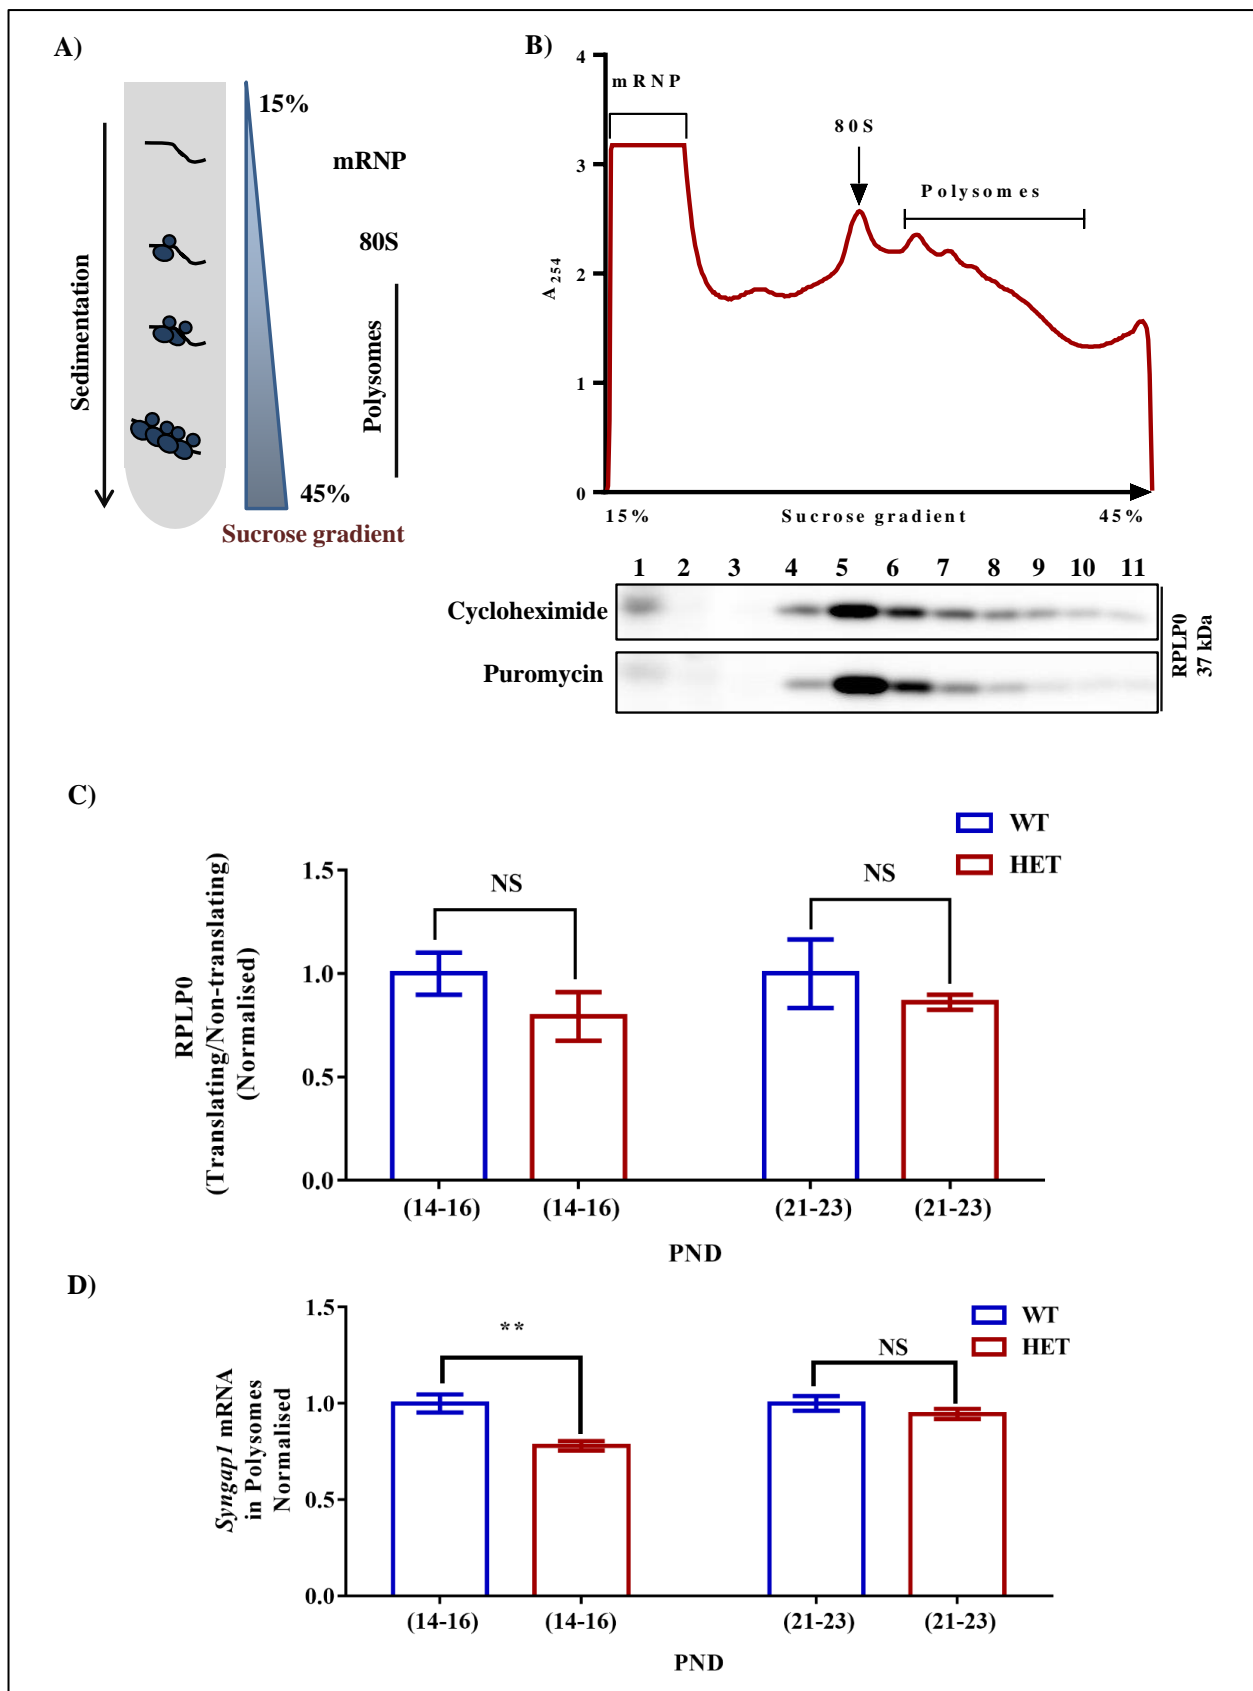 A)
15%
mRNP
80S
Sedimentation
Polysomes
45%
Sucrose gradient
B)
4
mRNP
80S
3
Polysomes
A254
2
1
0
15%
Sucrose gradient
45%
1 2 3 4 5 6 7 8 9 10 11
Cycloheximide
Puromycin
RPLP0
37 kDa
C)
WT
HET
1.5
NS
NS
1.0
0.5
0.0
RPLP0
(Translating/Non-translating)
(Normalised)
(14-16) (14-16) (21-23) (21-23)
PND
D)
WT
HET
1.5
**
NS
1.0
0.5
0.0
Syngap1 mRNA
in Polysomes
Normalised
(14-16) (14-16) (21-23) (21-23)
PND